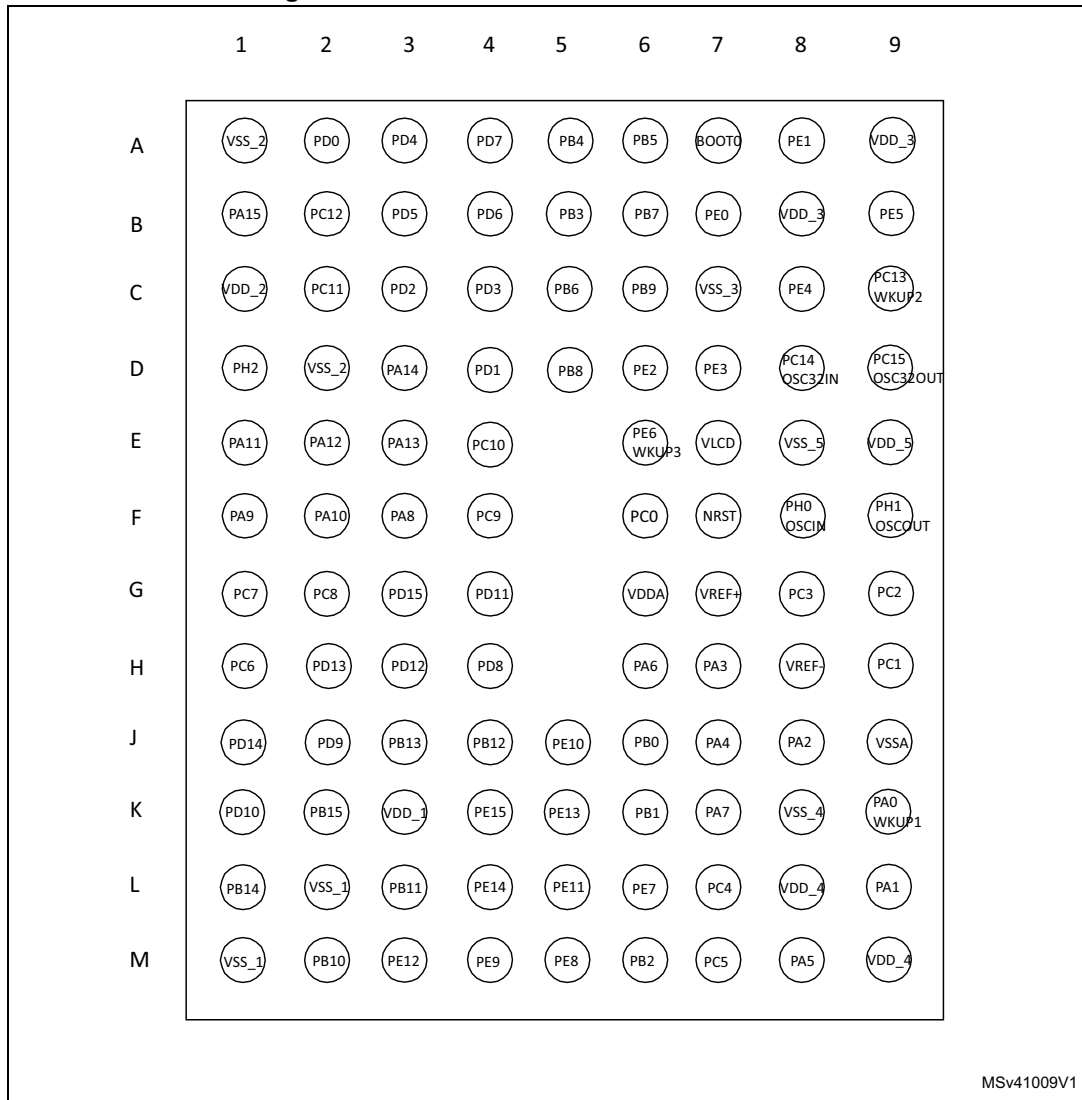 1 2 3 4 5 6 7 8 9
A VSS_2 PD0 PD4 PD7 PB4 PB5 BOOT0 PE1 VDD_3
B PA15 PC12 PD5 PD6 PB3 PB7 PE0 VDD_3 PE5
C VDD_2 PC11 PD2 PD3 PB6 PB9 VSS_3 PE4 PC13 WKUP2
D PH2 VSS_2 PA14 PD1 PB8 PE2 PE3 PC14 OSC32IN PC15 OSC32OUT
E PA11 PA12 PA13 PC10 PE6 WKUP3 VLCD VSS_5 VDD_5
F PA9 PA10 PA8 PC9 PC0 NRST PH0 OSCIN PH1 OSCOUT
G PC7 PC8 PD15 PD11 VDDA VREF+ PC3 PC2
H PC6 PD13 PD12 PD8 PA6 PA3 VREF- PC1
J PD14 PD9 PB13 PB12 PE10 PB0 PA4 PA2 VSSA
K PD10 PB15 VDD_1 PE15 PE13 PB1 PA7 VSS_4 PA0 WKUP1
L PB14 VSS_1 PB11 PE14 PE11 PE7 PC4 VDD_4 PA1
M VSS_1 PB10 PE12 PE9 PE8 PB2 PC5 PA5 VDD_4
MSv41009V1